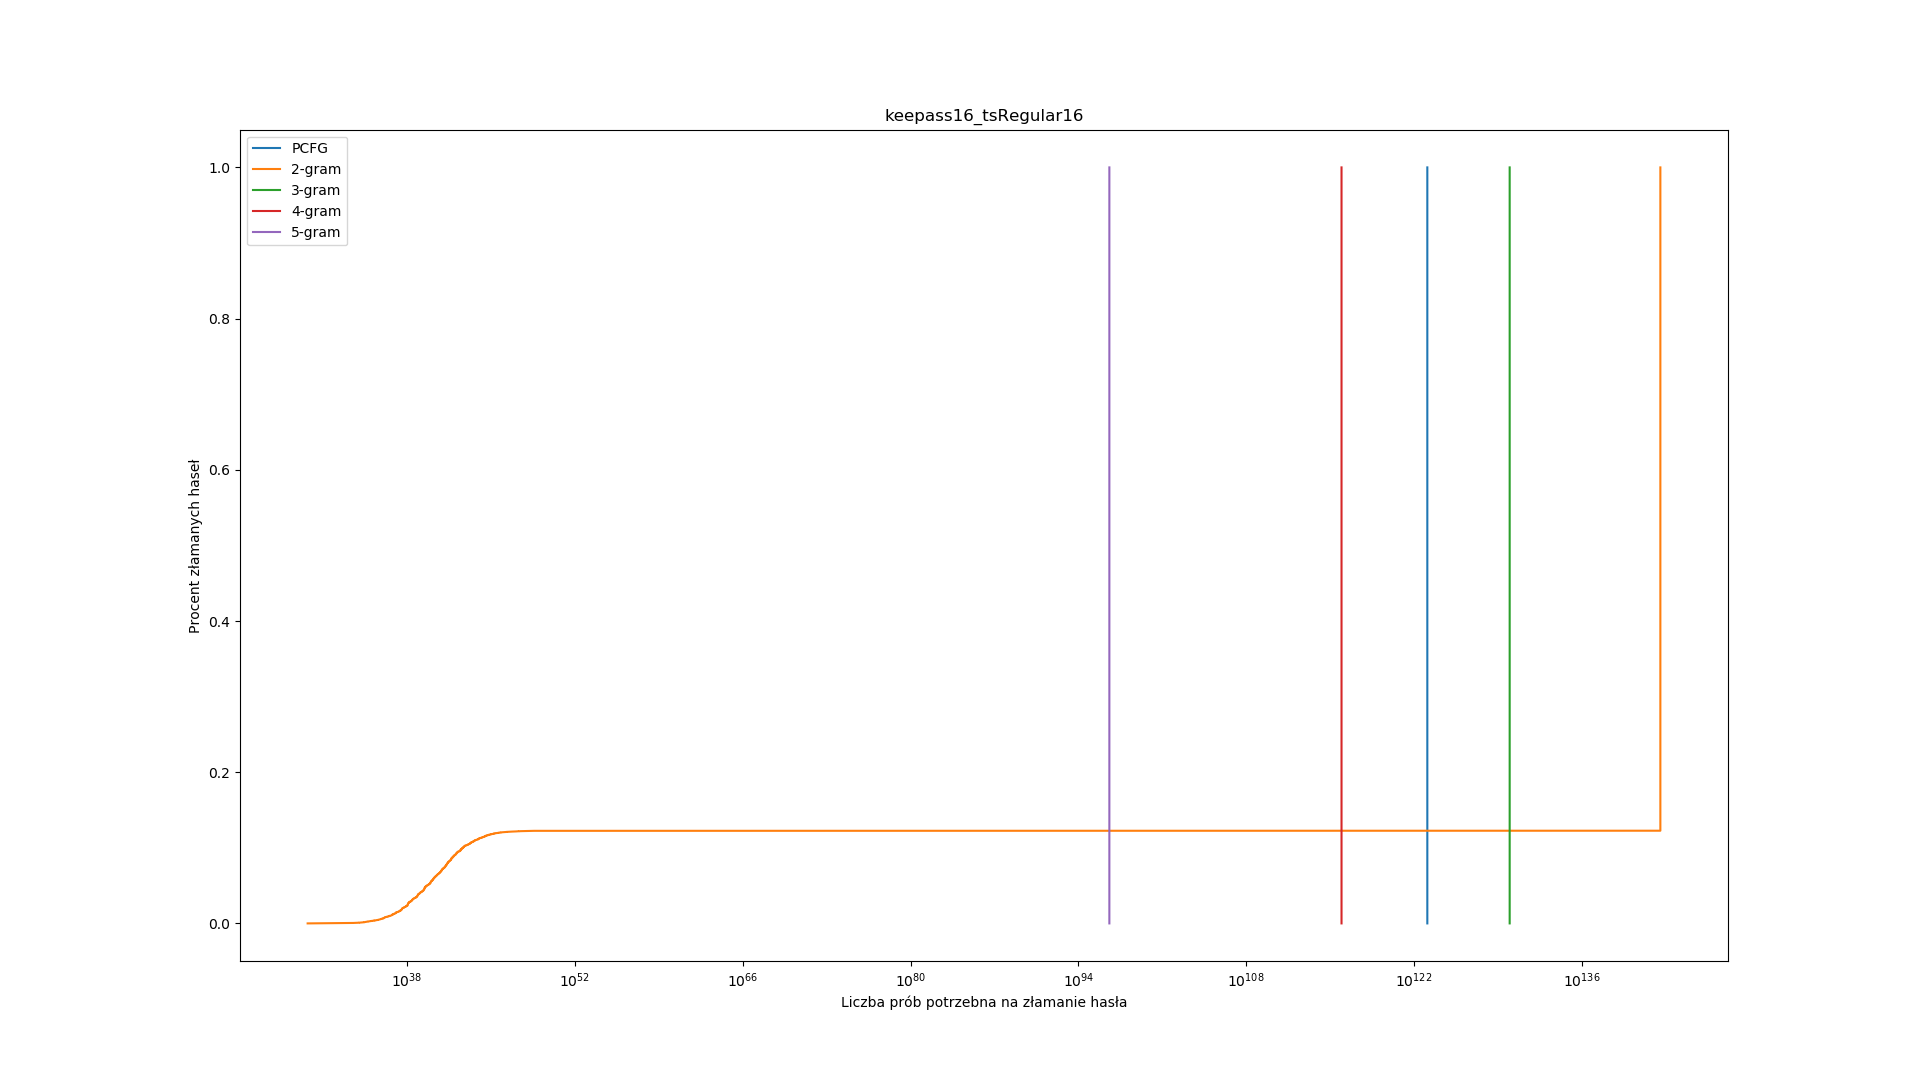 keepass16_tsRegular16
PCFG
2-gram
3-gram
4-gram
5-gram
1.0
0.8
0.6
0.4
0.2
0.0
Procent złamanych haseł
10^38 10^52 10^66 10^80 10^94 10^108 10^122 10^136
Liczba prób potrzebna na złamanie hasła